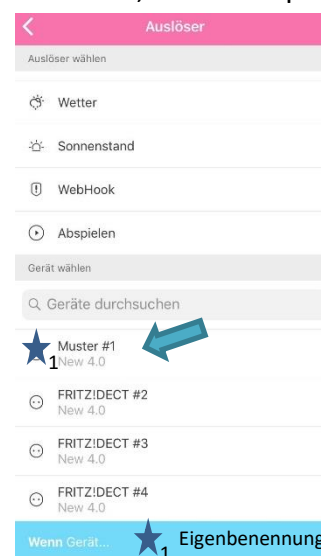 Auslöser
Auslöser wählen
Wetter
Sonnenstand
WebHook
Abspielen
Gerät wählen
Geräte durchsuchen
Muster #1
1
New 4.0
FRITZ!DECT #2
New 4.0
FRITZ!DECT #3
New 4.0
FRITZ!DECT #4
New 4.0
Wenn Gerät...
1
Eigenbenennung